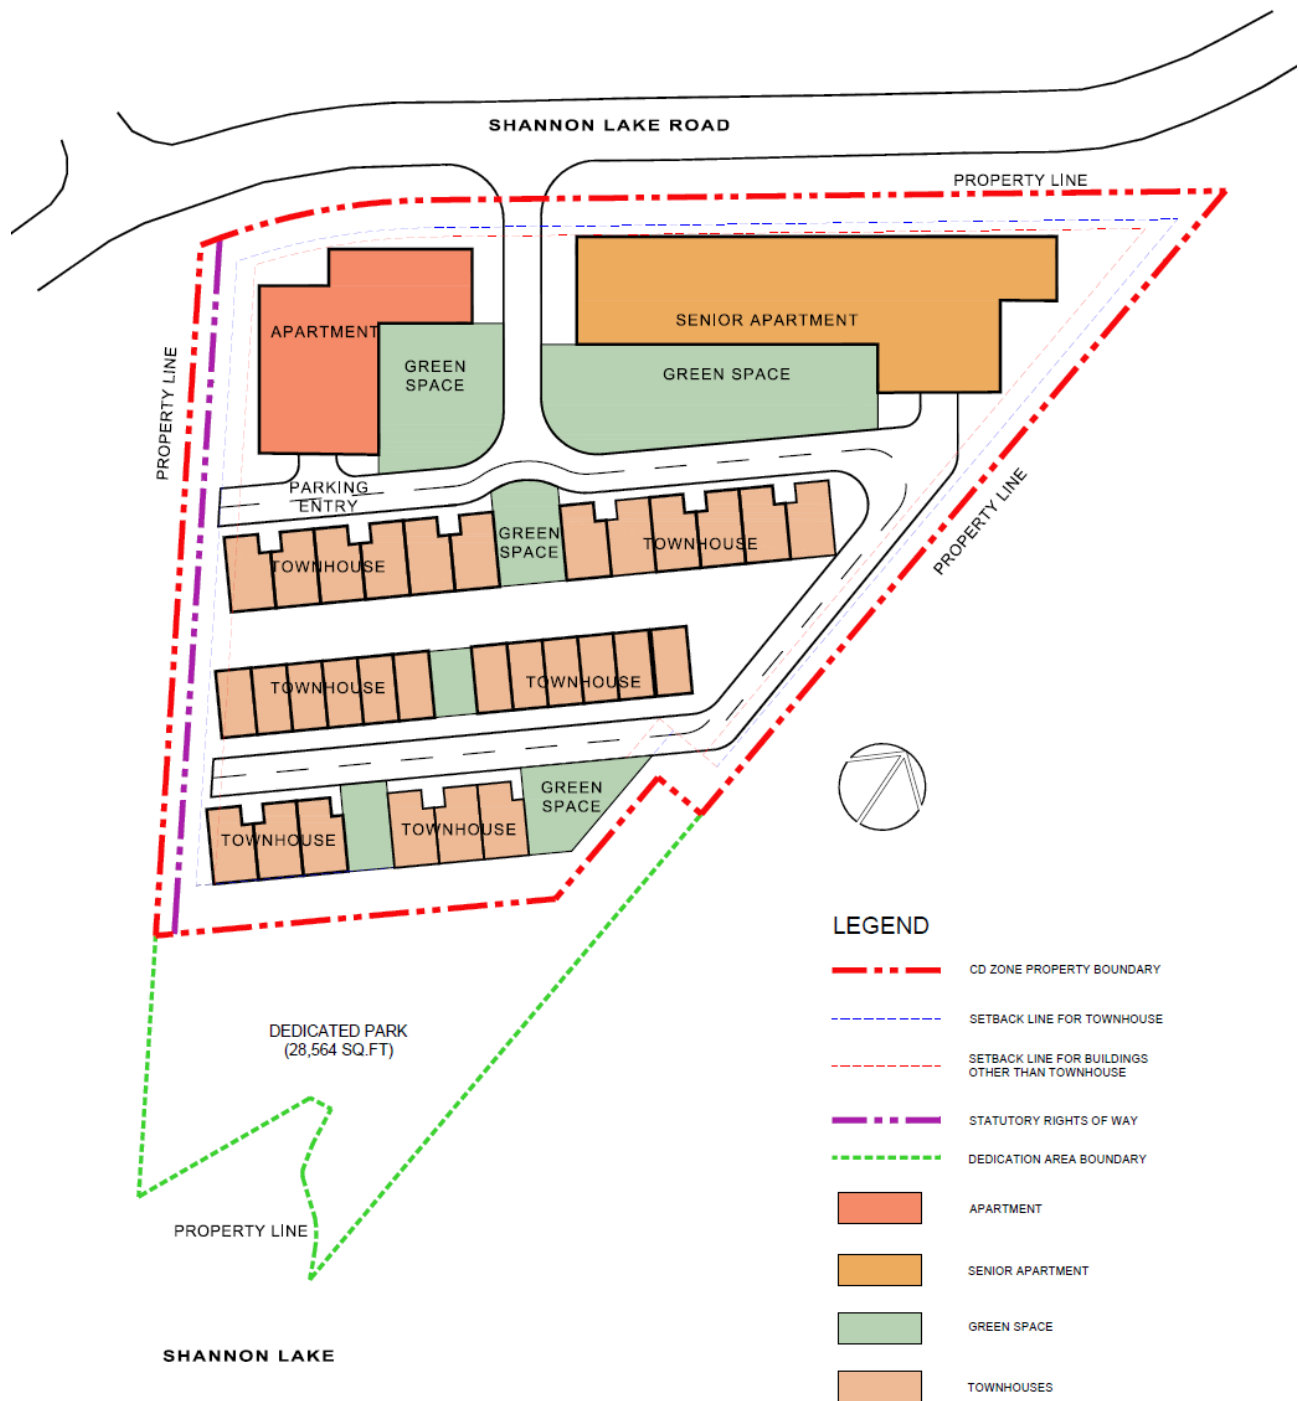 SHANNON LAKE ROAD
PROPERTY LINE
APARTMENT
SENIOR APARTMENT
GREEN
SPACE
GREEN SPACE
PROPERTY LINE
PROPERTY LINE
PARKING
ENTRY
GREEN
SPACE
TOWNHOUSE
TOWNHOUSE
TOWNHOUSE
TOWNHOUSE
GREEN
SPACE
TOWNHOUSE
TOWNHOUSE
DEDICATED PARK
(28,564 SQ.FT)
PROPERTY LINE
SHANNON LAKE
LEGEND
CD ZONE PROPERTY BOUNDARY
SETBACK LINE FOR TOWNHOUSE
SETBACK LINE FOR BUILDINGS
OTHER THAN TOWNHOUSE
STATUTORY RIGHTS OF WAY
DEDICATION AREA BOUNDARY
APARTMENT
SENIOR APARTMENT
GREEN SPACE
TOWNHOUSES